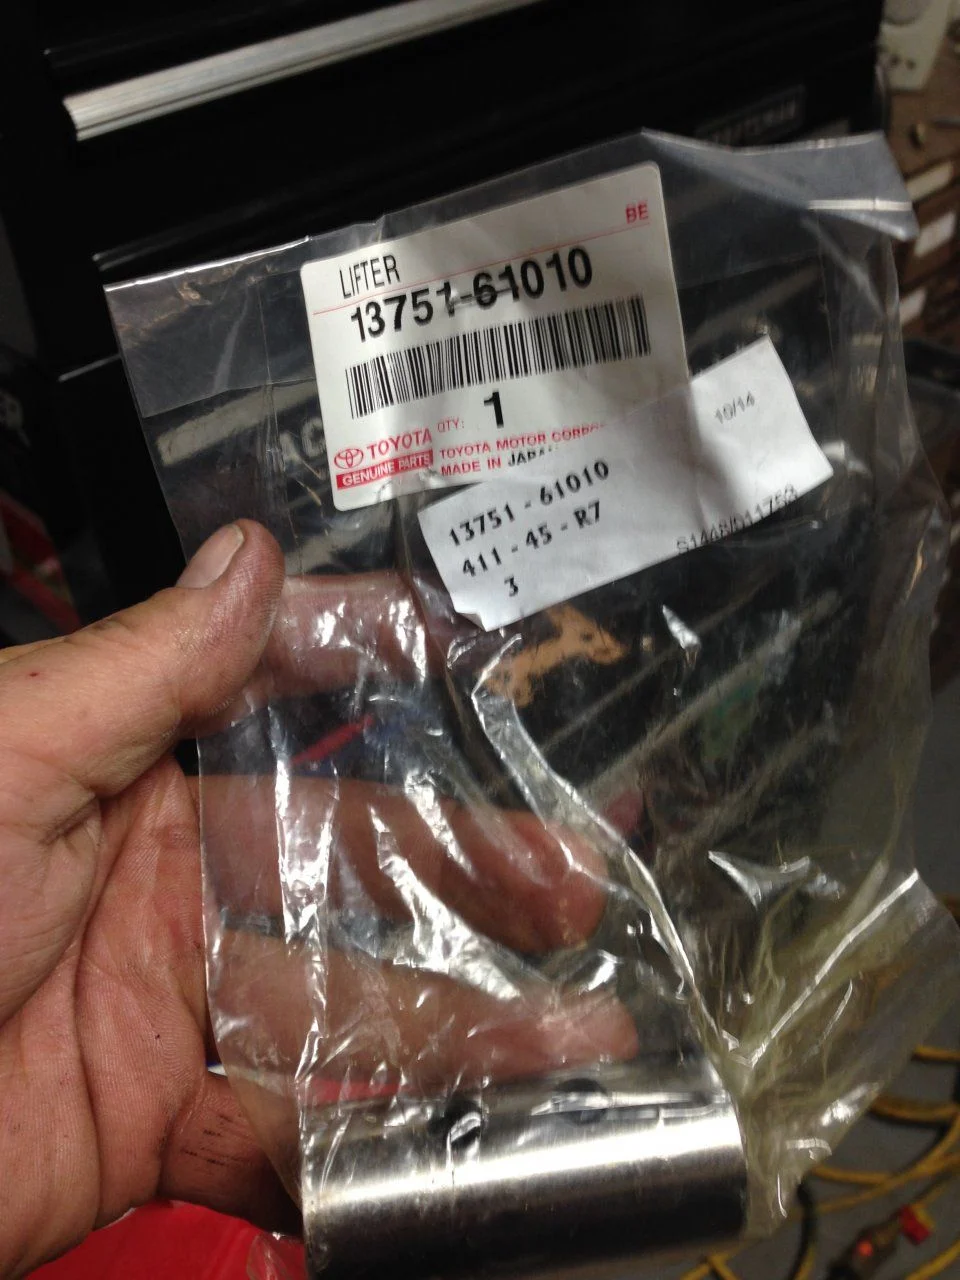 BE
LIFTER
13751-61010
QTY: 1
TOYOTA
GENUINE PARTS
TOYOTA MOTOR
MADE IN JAPAN
10/14
13751-61010
411-45-R7
3